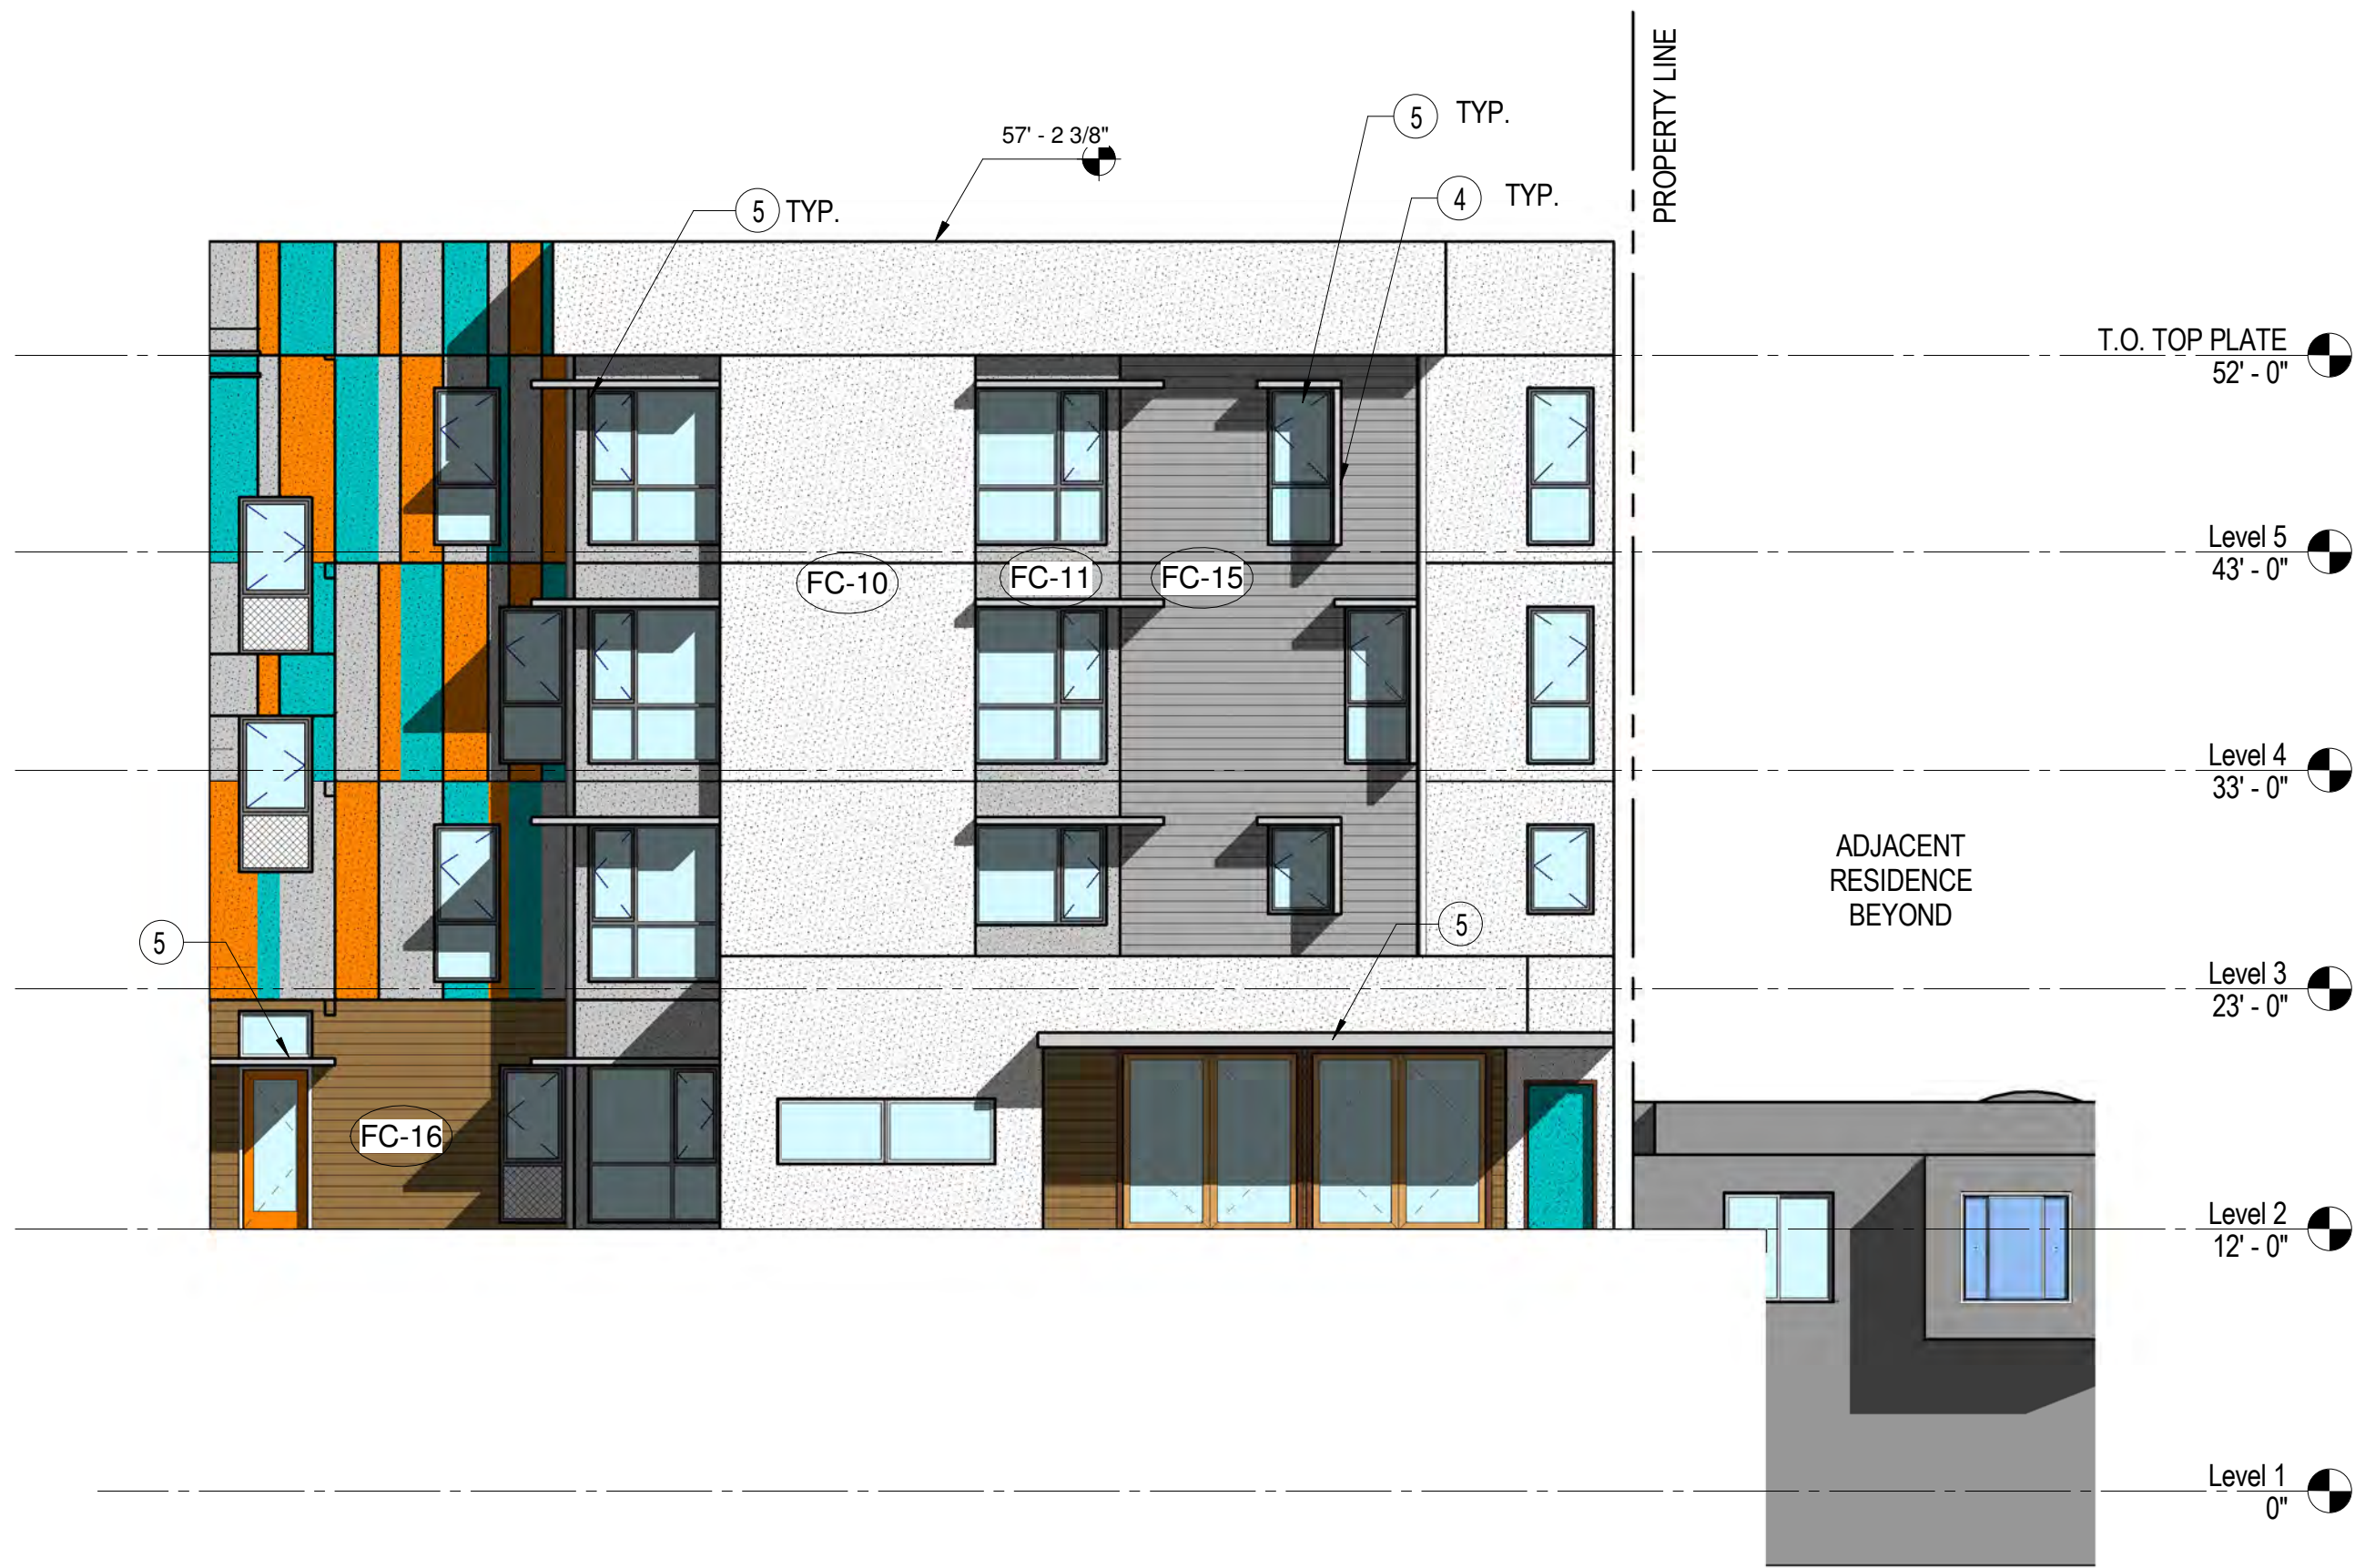 PROPERTY LINE
5 TYP.
57' - 2 3/8"
4 TYP.
5 TYP.
T.O. TOP PLATE
52' - 0"
Level 5
43' - 0"
FC-10
FC-11
FC-15
Level 4
33' - 0"
ADJACENT
RESIDENCE
BEYOND
5
5
Level 3
23' - 0"
FC-16
Level 2
12' - 0"
Level 1
0"